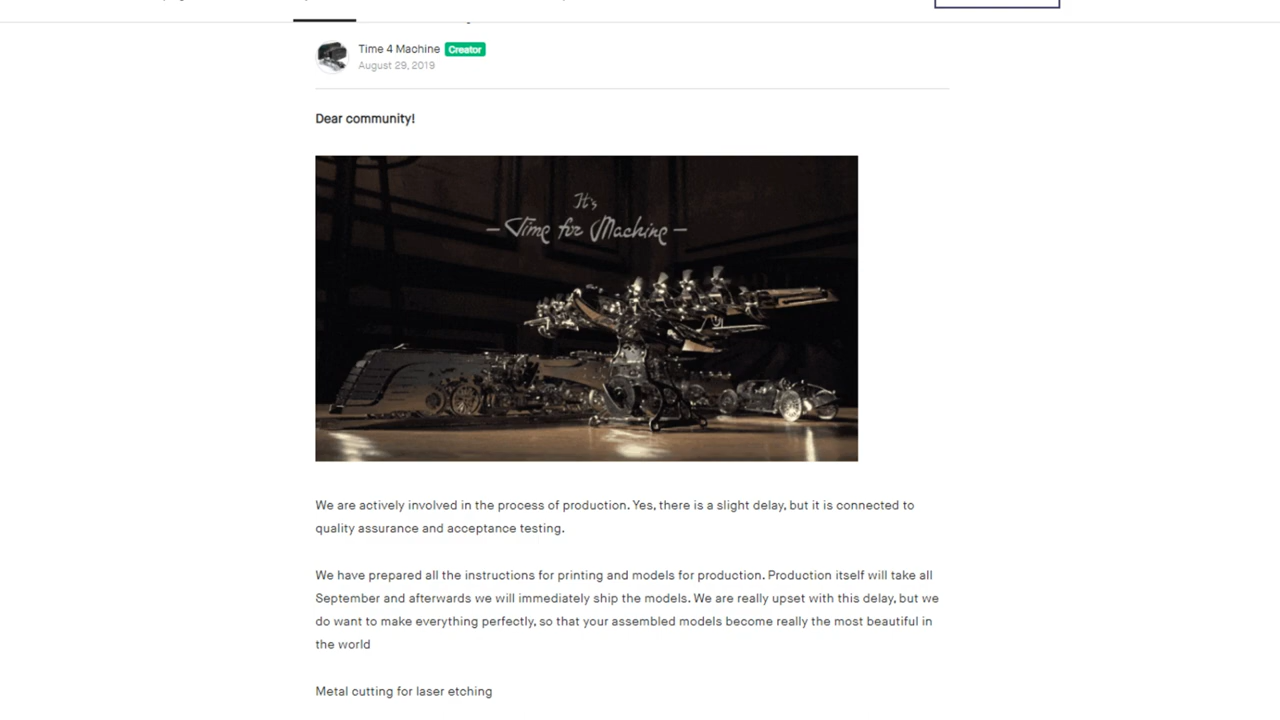 Time 4 Machine Creator
August 29, 2019
Dear community!
It's
– Time for Machine –
We are actively involved in the process of production. Yes, there is a slight delay, but it is connected to
quality assurance and acceptance testing.
We have prepared all the instructions for printing and models for production. Production itself will take all
September and afterwards we will immediately ship the models. We are really upset with this delay, but we
do want to make everything perfectly, so that your assembled models become really the most beautiful in
the world
Metal cutting for laser etching